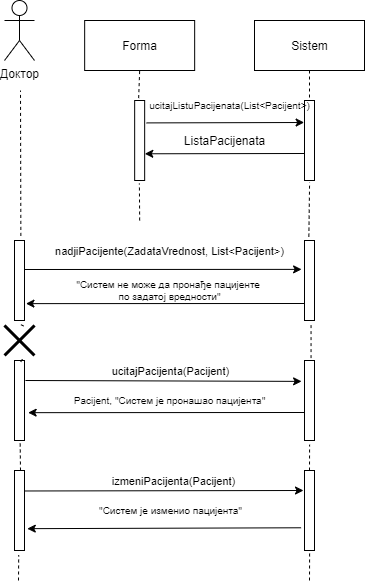 Forma
Sistem
Доктор
ucitajListuPacijenata(List<Pacijent>)
ListaPacijenata
nadjiPacijente(ZadataVrednost, List<Pacijent>)
"Систем не може да пронађе пацијенте
по задатој вредности"
ucitajPacijenta(Pacijent)
Pacijent, "Систем је пронашао пацијента"
izmeniPacijenta(Pacijent)
"Систем је изменио пацијента"